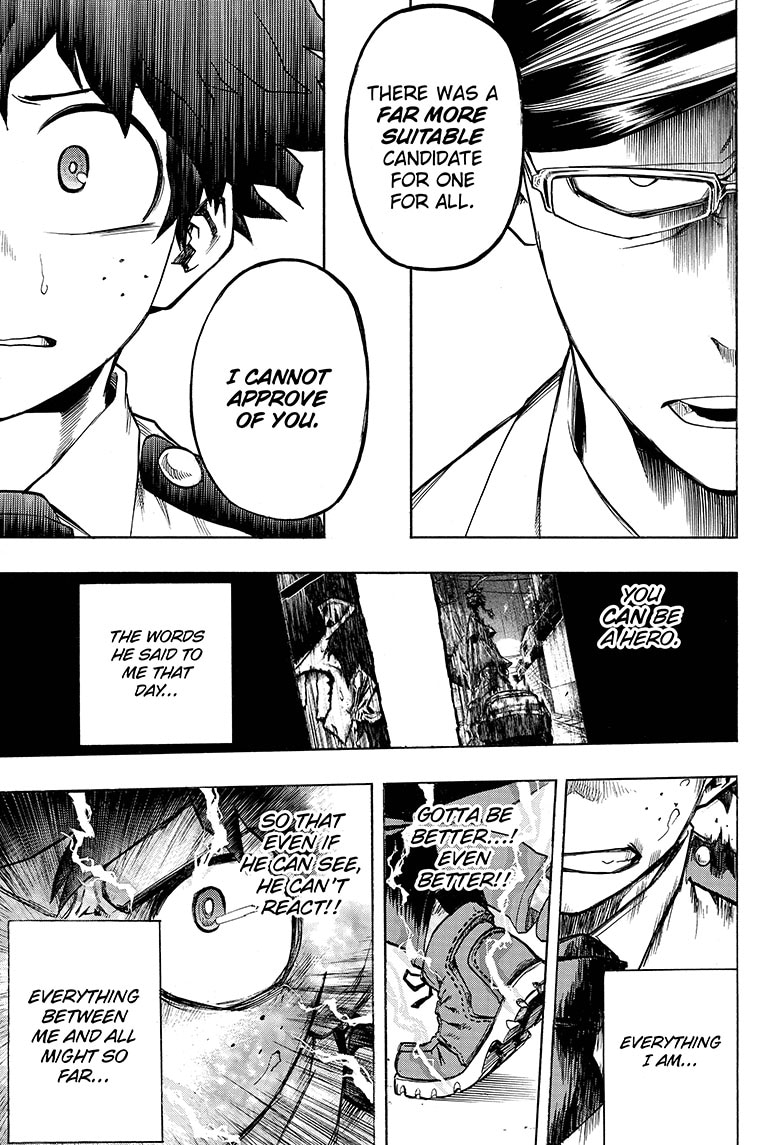 THERE WAS A
FAR MORE
SUITABLE
CANDIDATE
FOR ONE
FOR ALL.
I CANNOT
APPROVE
OF YOU.
YOU
CAN BE
A HERO.
THE WORDS
HE SAID TO
ME THAT
DAY...
EVERYTHING
I AM...
GOTTA BE
BETTER...!
EVEN
BETTER!!
SO THAT
EVEN IF
HE CAN SEE,
HE CAN'T
REACT!!
EVERYTHING
BETWEEN
ME AND ALL
MIGHT SO
FAR...